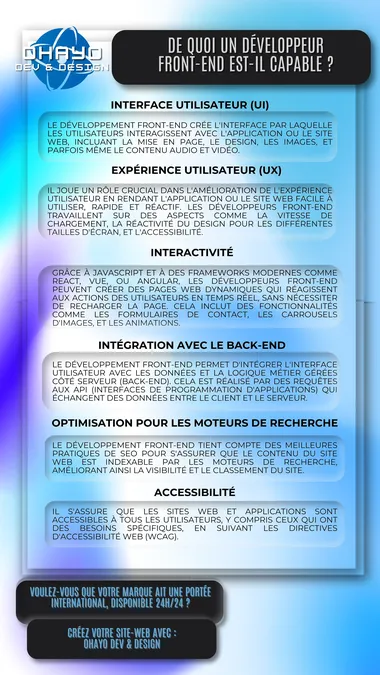 OHAYO
DEV & DESIGN
DE QUOI UN DÉVELOPPEUR
FRONT-END EST-IL CAPABLE ?
INTERFACE UTILISATEUR (UI)
LE DÉVELOPPEMENT FRONT-END CRÉE L'INTERFACE PAR LAQUELLE
LES UTILISATEURS INTERAGISSENT AVEC L'APPLICATION OU LE SITE
WEB, INCLUANT LA MISE EN PAGE, LE DESIGN, LES IMAGES, ET
PARFOIS MÊME LE CONTENU AUDIO ET VIDÉO.
EXPÉRIENCE UTILISATEUR (UX)
IL JOUE UN RÔLE CRUCIAL DANS L'AMÉLIORATION DE L'EXPÉRIENCE
UTILISATEUR EN RENDANT L'APPLICATION OU LE SITE WEB FACILE À
UTILISER, RAPIDE ET RÉACTIF. LES DÉVELOPPEURS FRONT-END
TRAVAILLENT SUR DES ASPECTS COMME LA VITESSE DE
CHARGEMENT, LA RÉACTIVITÉ DU DESIGN POUR LES DIFFÉRENTES
TAILLES D'ÉCRAN, ET L'ACCESSIBILITÉ.
INTERACTIVITÉ
GRÂCE À JAVASCRIPT ET À DES FRAMEWORKS MODERNES COMME
REACT, VUE, OU ANGULAR, LES DÉVELOPPEURS FRONT-END
PEUVENT CRÉER DES PAGES WEB DYNAMIQUES QUI RÉAGISSENT
AUX ACTIONS DES UTILISATEURS EN TEMPS RÉEL, SANS NÉCESSITER
DE RECHARGER LA PAGE. CELA INCLUT DES FONCTIONNALITÉS
COMME LES FORMULAIRES DE CONTACT, LES CARROUSELS
D'IMAGES, ET LES ANIMATIONS.
INTÉGRATION AVEC LE BACK-END
LE DÉVELOPPEMENT FRONT-END PERMET D'INTÉGRER L'INTERFACE
UTILISATEUR AVEC LES DONNÉES ET LA LOGIQUE MÉTIER GÉRÉES
CÔTÉ SERVEUR (BACK-END). CELA EST RÉALISÉ PAR DES REQUÊTES
AUX API (INTERFACES DE PROGRAMMATION D'APPLICATIONS) QUI
ÉCHANGENT DES DONNÉES ENTRE LE CLIENT ET LE SERVEUR.
OPTIMISATION POUR LES MOTEURS DE RECHERCHE
LE DÉVELOPPEMENT FRONT-END TIENT COMPTE DES MEILLEURES
PRATIQUES DE SEO POUR S'ASSURER QUE LE CONTENU DU SITE
WEB EST INDEXABLE PAR LES MOTEURS DE RECHERCHE,
AMÉLIORANT AINSI LA VISIBILITÉ ET LE CLASSEMENT DU SITE.
ACCESSIBILITÉ
IL S'ASSURE QUE LES SITES WEB ET APPLICATIONS SONT
ACCESSIBLES À TOUS LES UTILISATEURS, Y COMPRIS CEUX QUI ONT
DES BESOINS SPÉCIFIQUES, EN SUIVANT LES DIRECTIVES
D'ACCESSIBILITÉ WEB (WCAG).
VOULEZ-VOUS QUE VOTRE MARQUE AIT UNE PORTÉE
INTERNATIONAL, DISPONIBLE 24H/24 ?
CRÉEZ VOTRE SITE-WEB AVEC :
OHAYO DEV & DESIGN